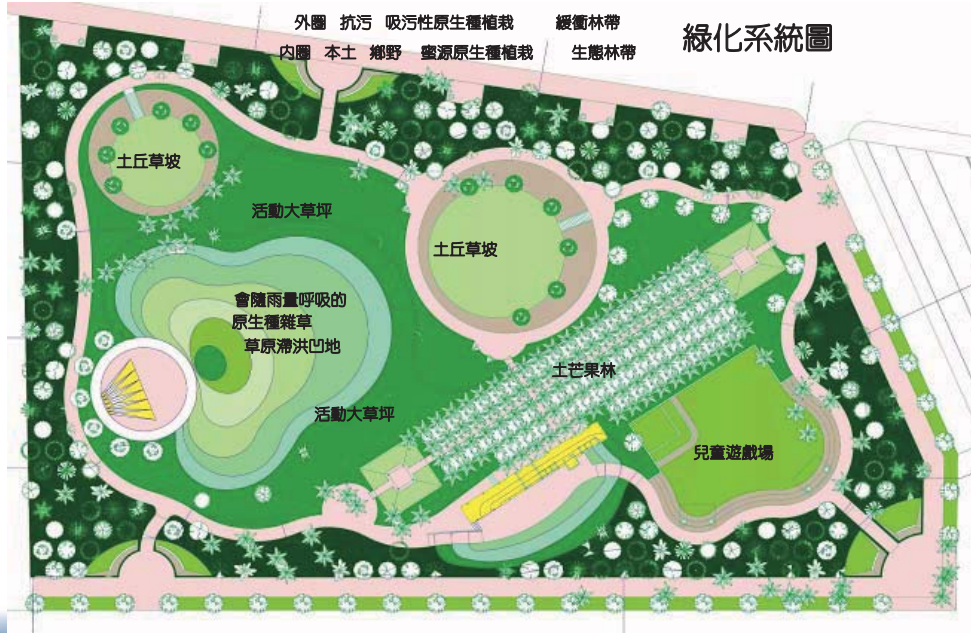 綠化系統圖
外圈 抗污 吸污性原生種植栽 緩衝林帶
內圈 本土 鄉野 蜜源原生種植栽 生態林帶
土丘草坡
活動大草坪
土丘草坡
會隨雨量呼吸的
原生種雜草
草原滯洪凹地
土芒果林
活動大草坪
兒童遊戲場